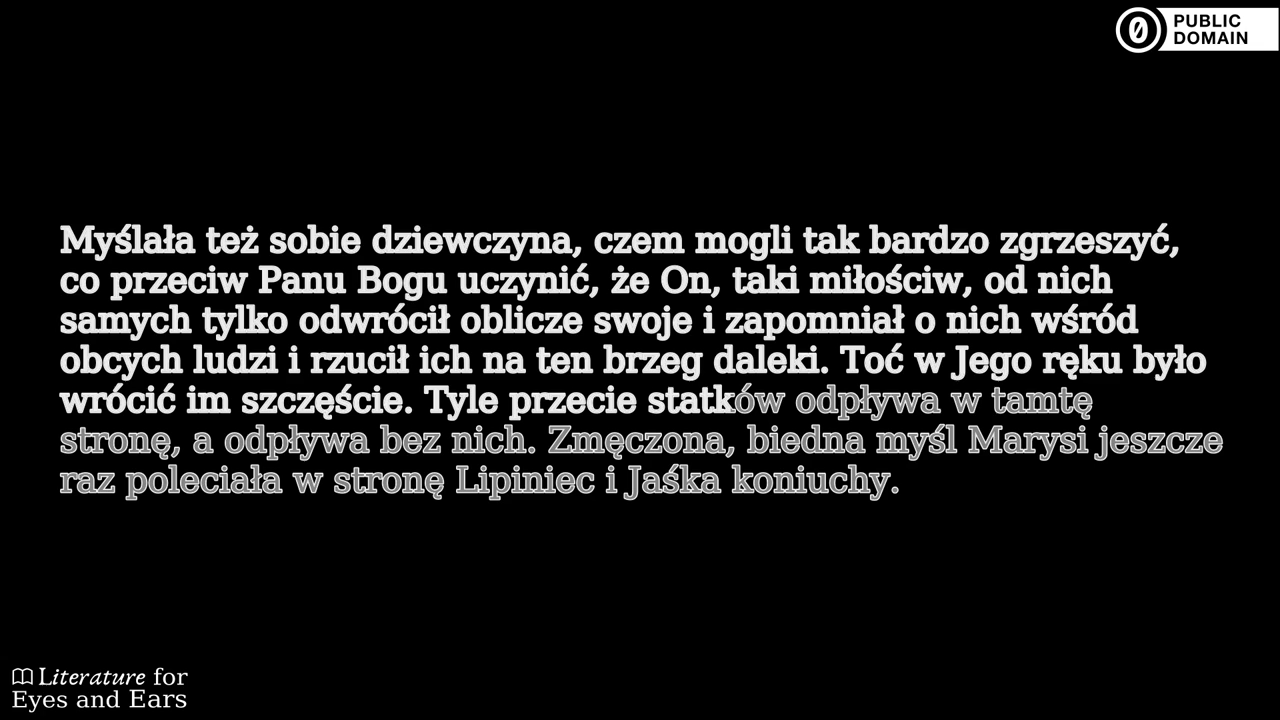 PUBLIC
DOMAIN
Myślała też sobie dziewczyna, czem mogli tak bardzo zgrzeszyć,
co przeciw Panu Bogu uczynić, że On, taki miłościw, od nich
samych tylko odwrócił oblicze swoje i zapomniał o nich wśród
obcych ludzi i rzucił ich na ten brzeg daleki. Toć w Jego ręku było
wrócić im szczęście. Tyle przecie statków odpływa w tamtę
stronę, a odpływa bez nich. Zmęczona, biedna myśl Marysi jeszcze
raz poleciała w stronę Lipiniec i Jaśka koniuchy.
Literature for
Eyes and Ears